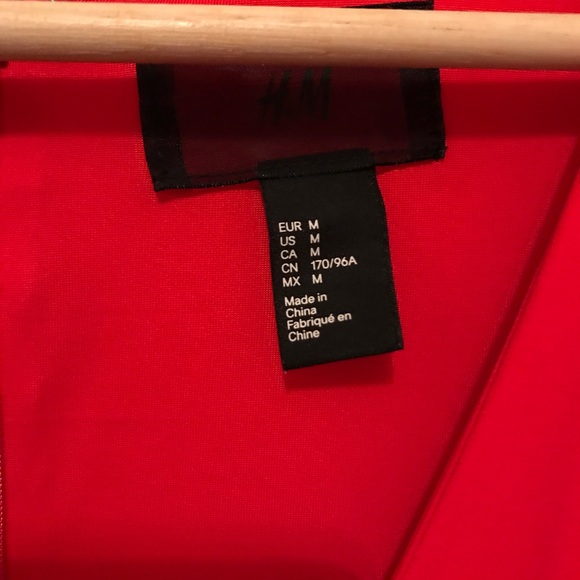 H&M
EUR M
US M
CA M
CN 170/96A
MX M
Made in
China
Fabriqué en
Chine